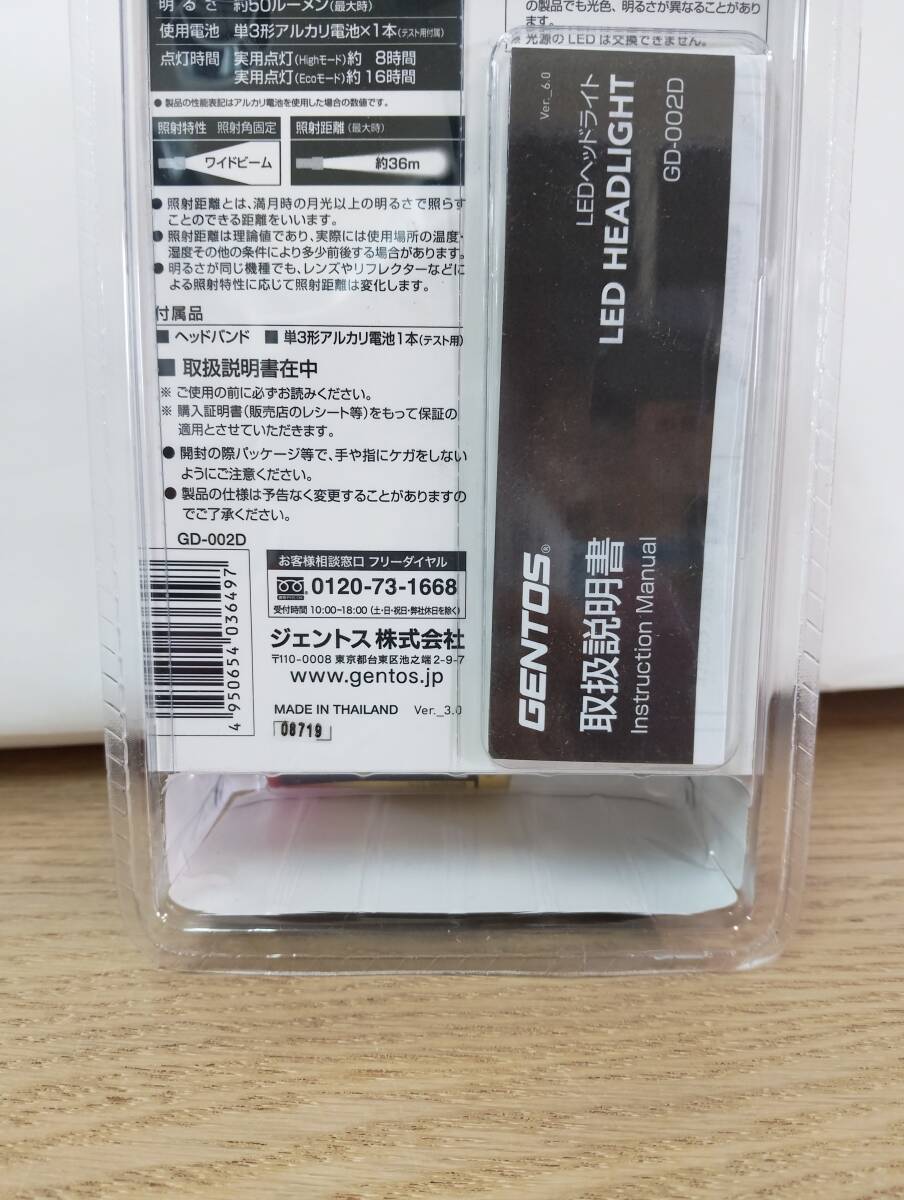 明るさ 約50ルーメン(最大時)
使用電池 単3形アルカリ電池×1本(テスト用付属)
点灯時間 実用点灯(Highモード)約 8時間
実用点灯(Ecoモード)約 16時間
● 製品の性能表記はアルカリ電池を使用した場合の数値です。
照射特性 照射角固定
ワイドビーム
照射距離(最大時)
約36m
● 照射距離とは、満月時の月光以上の明るさで照らす
ことのできる距離をいいます。
● 照射距離は理論値であり、実際には使用場所の温度・
湿度その他の条件により多少前後する場合があります。
● 明るさが同じ機種でも、レンズやリフレクターなどに
よる照射特性に応じて照射距離は変化します。
付属品
■ ヘッドバンド ■ 単3形アルカリ電池1本(テスト用)
■ 取扱説明書在中
※ ご使用の前に必ずお読みください。
※ 購入証明書(販売店のレシート等)をもって保証の
適用とさせていただきます。
● 開封の際パッケージ等で、手や指にケガをしない
ようにご注意ください。
● 製品の仕様は予告なく変更することがありますの
でご了承ください。
GD-002D
4 950654 036497
お客様相談窓口 フリーダイヤル
0120-73-1668
受付時間 10:00~18:00 (土・日・祝日・弊社休日を除く)
ジェントス 株式会社
〒110-0008 東京都台東区池之端 2-9-7
www.gentos.jp
MADE IN THAILAND Ver._3.0
08719
の製品でも光色、明るさが異なることがあり
ます。
※ 光源のLEDは交換できません。
Ver._6.0
LEDヘッドライト
LED HEADLIGHT
GD-002D
GENTOS®
取扱説明書
Instruction Manual